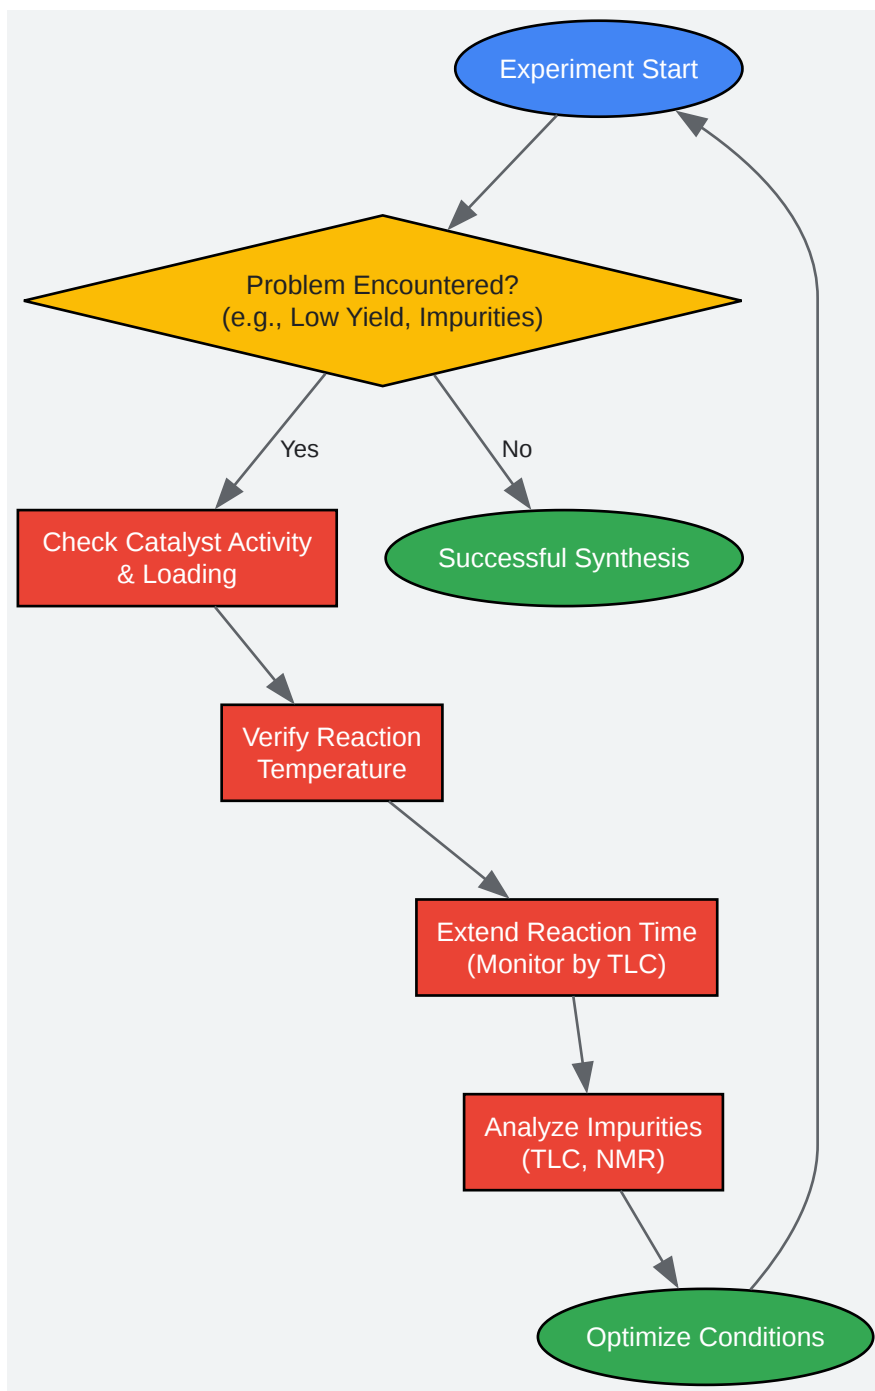 Experiment Start
Problem Encountered?
(e.g., Low Yield, Impurities)
Yes
No
Check Catalyst Activity
& Loading
Successful Synthesis
Verify Reaction
Temperature
Extend Reaction Time
(Monitor by TLC)
Analyze Impurities
(TLC, NMR)
Optimize Conditions